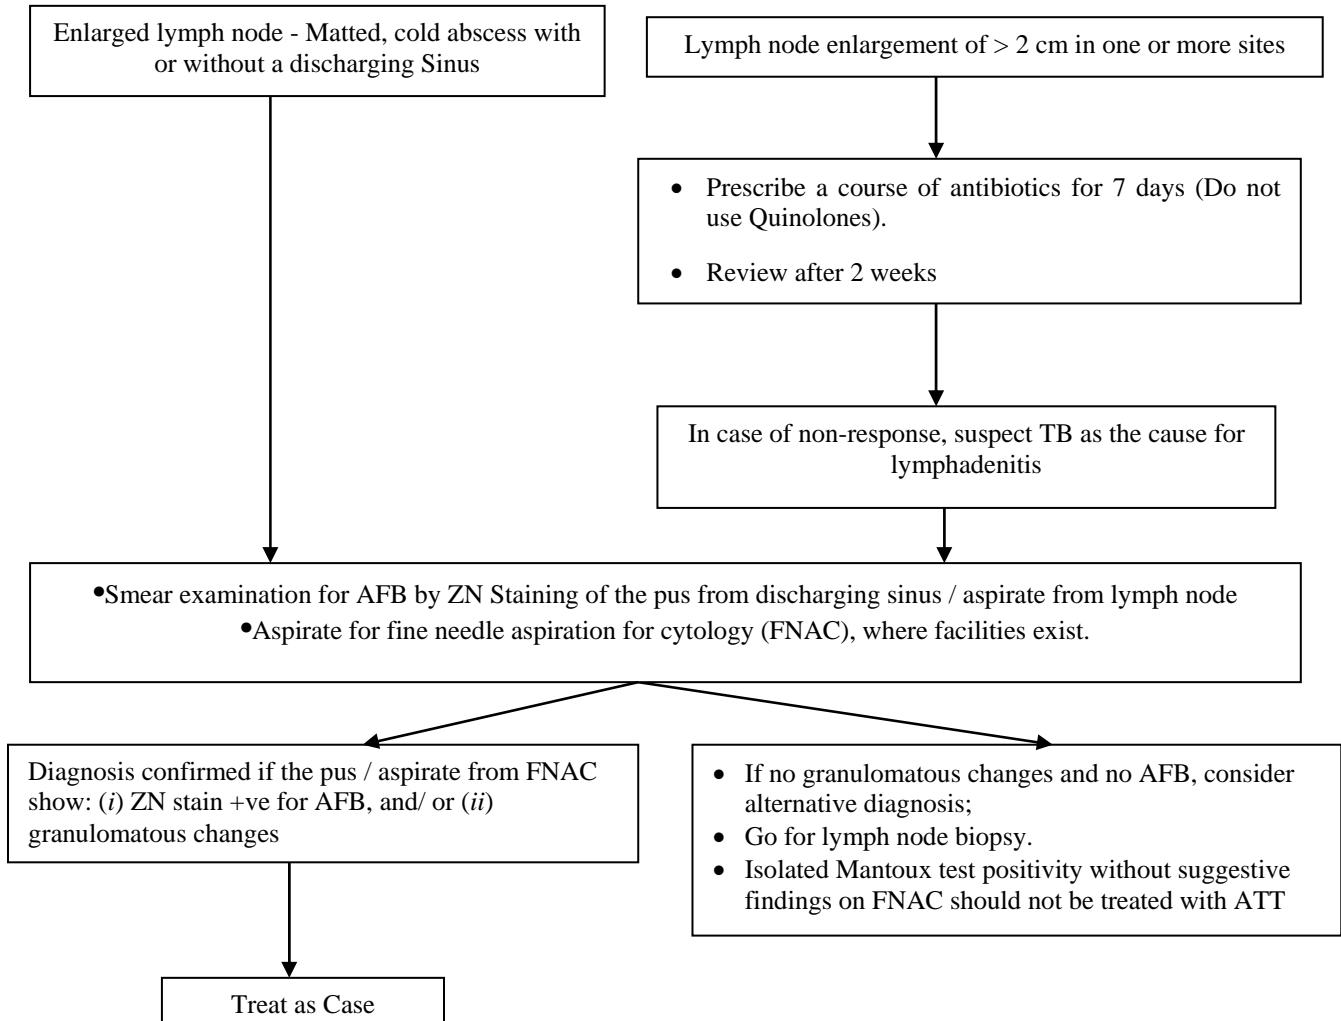 Enlarged lymph node - Matted, cold abscess with
or without a discharging Sinus
Lymph node enlargement of > 2 cm in one or more sites
• Prescribe a course of antibiotics for 7 days (Do not
use Quinolones).
• Review after 2 weeks
In case of non-response, suspect TB as the cause for
lymphadenitis
•Smear examination for AFB by ZN Staining of the pus from discharging sinus / aspirate from lymph node
•Aspirate for fine needle aspiration for cytology (FNAC), where facilities exist.
Diagnosis confirmed if the pus / aspirate from FNAC
show: (i) ZN stain +ve for AFB, and/ or (ii)
granulomatous changes
• If no granulomatous changes and no AFB, consider
alternative diagnosis;
• Go for lymph node biopsy.
• Isolated Mantoux test positivity without suggestive
findings on FNAC should not be treated with ATT
Treat as Case